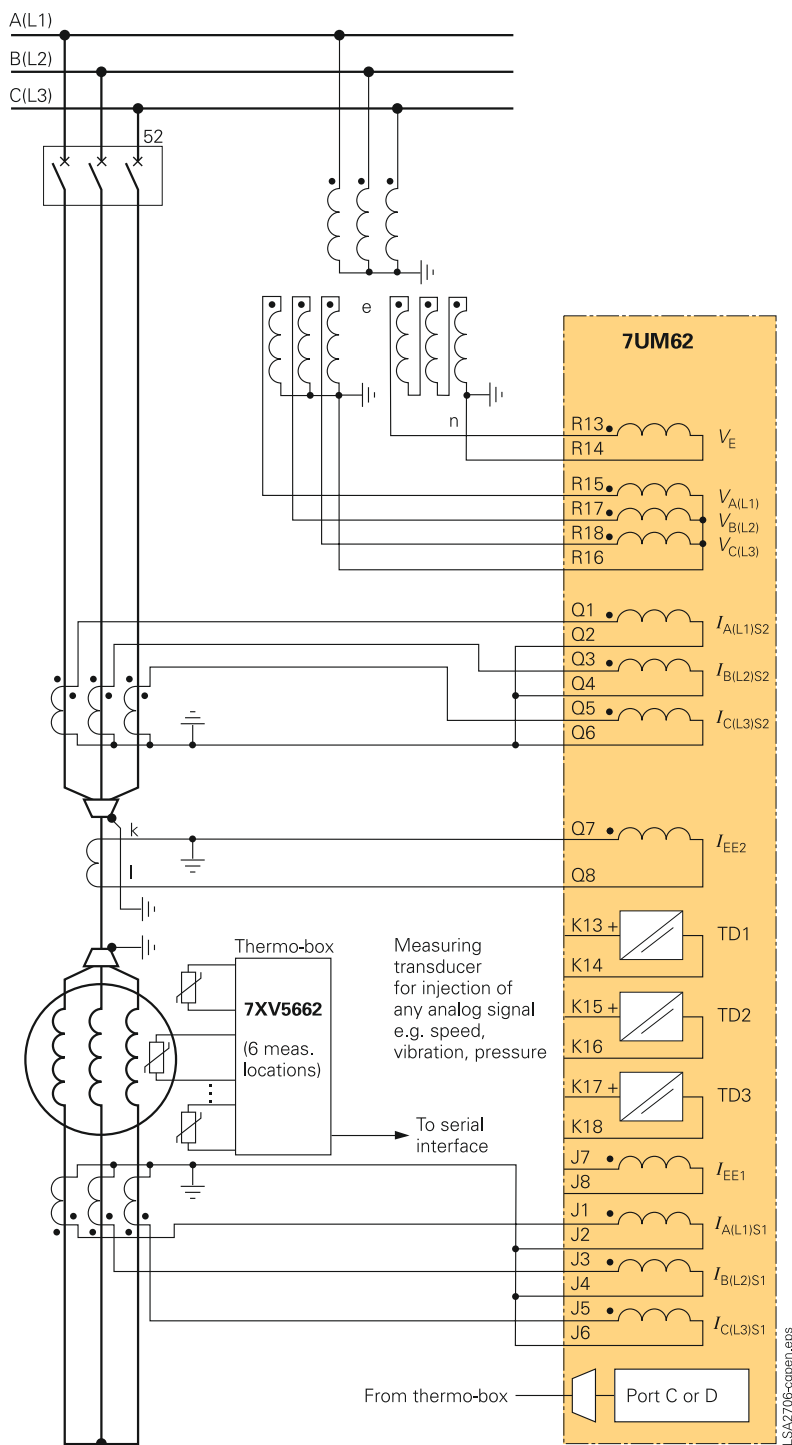 A(L1)
B(L2)
C(L3)
52
e
n
7UM62
R13
R14
VE
R15
R17
R18
R16
VA(L1)
VB(L2)
VC(L3)
Q1
Q2
IA(L1)S2
Q3
Q4
IB(L2)S2
Q5
Q6
IC(L3)S2
k
l
Q7
Q8
IEE2
Thermo-box
7XV5662
(6 meas.
locations)
To serial
interface
Measuring
transducer
for injection of
any analog signal
e.g. speed,
vibration, pressure
K13 +
K14
TD1
K15 +
K16
TD2
K17 +
K18
TD3
J7
J8
IEE1
J1
J2
IA(L1)S1
J3
J4
IB(L2)S1
J5
J6
IC(L3)S1
From thermo-box
Port C or D
LSA2706-cgpen.eps